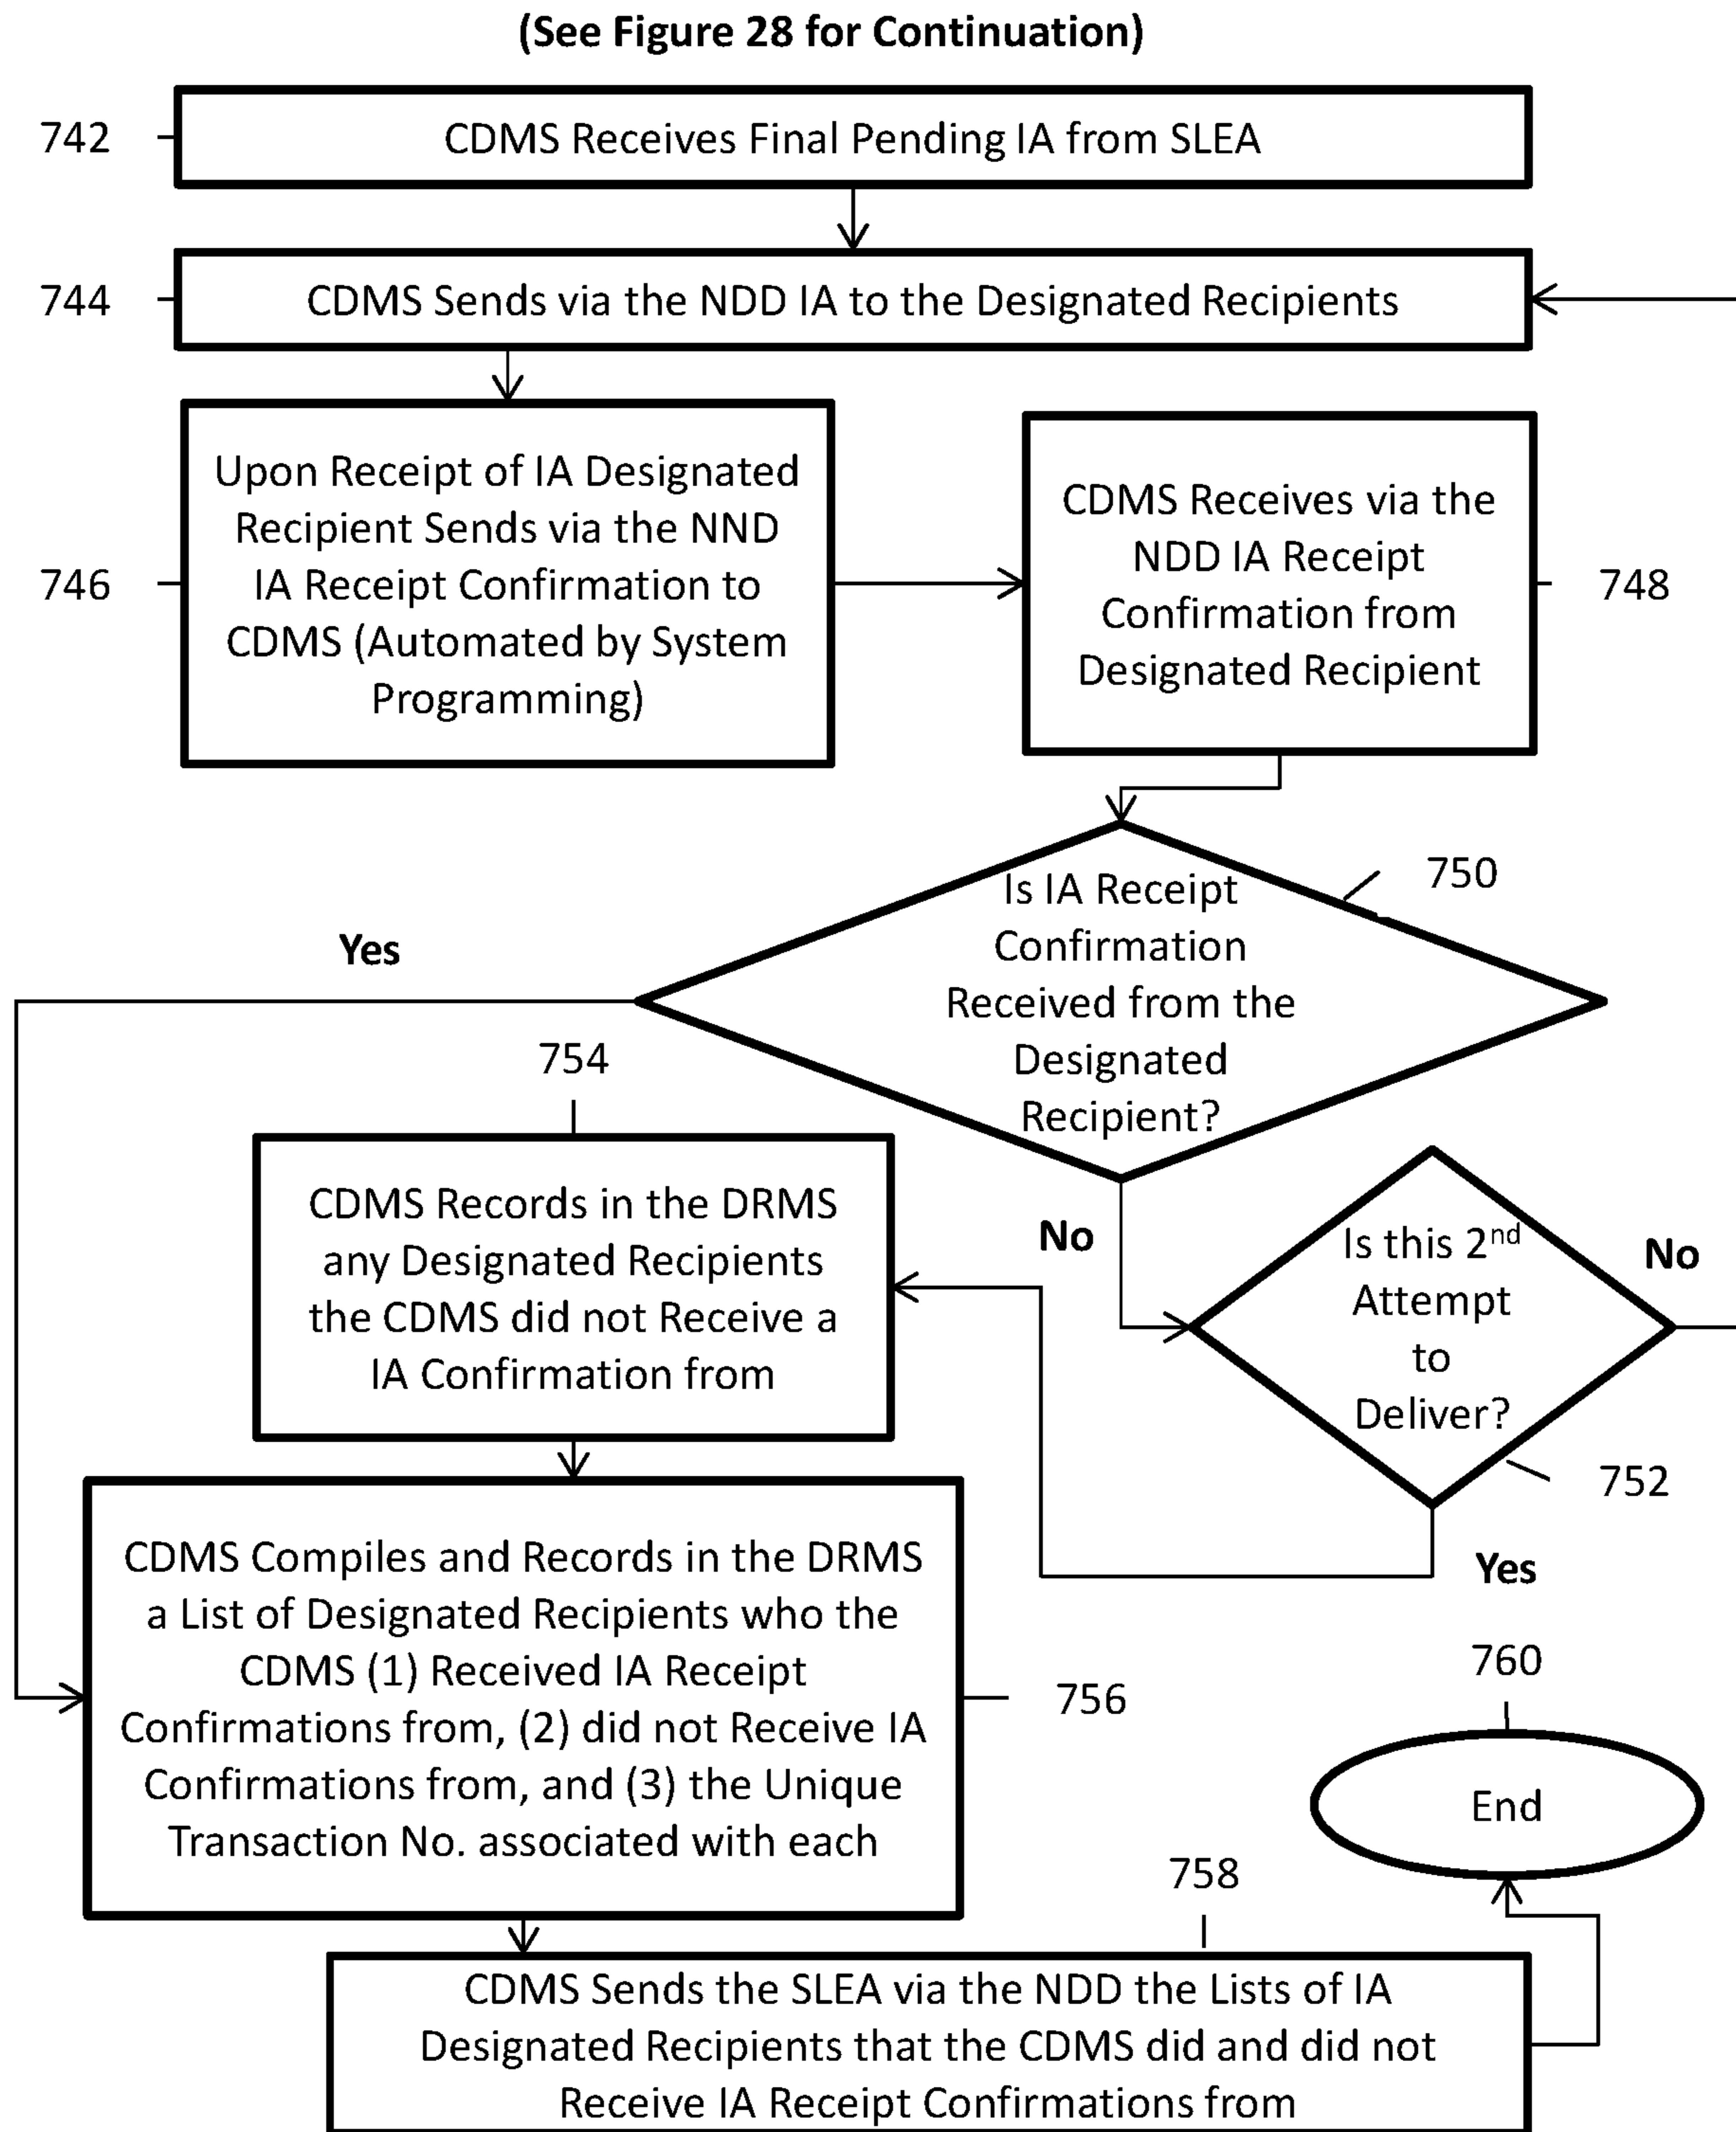 (See Figure 28 for Continuation)
742
CDMS Receives Final Pending IA from SLEA
744
CDMS Sends via the NDD IA to the Designated Recipients
746
Upon Receipt of IA Designated
Recipient Sends via the NND
IA Receipt Confirmation to
CDMS (Automated by System
Programming)
CDMS Receives via the
NDD IA Receipt
Confirmation from
Designated Recipient
748
750
Is IA Receipt
Confirmation
Received from the
Designated
Recipient?
Yes
No
754
CDMS Records in the DRMS
any Designated Recipients
the CDMS did not Receive a
IA Confirmation from
Is this 2nd
Attempt
to
Deliver?
No
752
Yes
CDMS Compiles and Records in the DRMS
a List of Designated Recipients who the
CDMS (1) Received IA Receipt
Confirmations from, (2) did not Receive IA
Confirmations from, and (3) the Unique
Transaction No. associated with each
756
760
End
758
CDMS Sends the SLEA via the NDD the Lists of IA
Designated Recipients that the CDMS did and did not
Receive IA Receipt Confirmations from